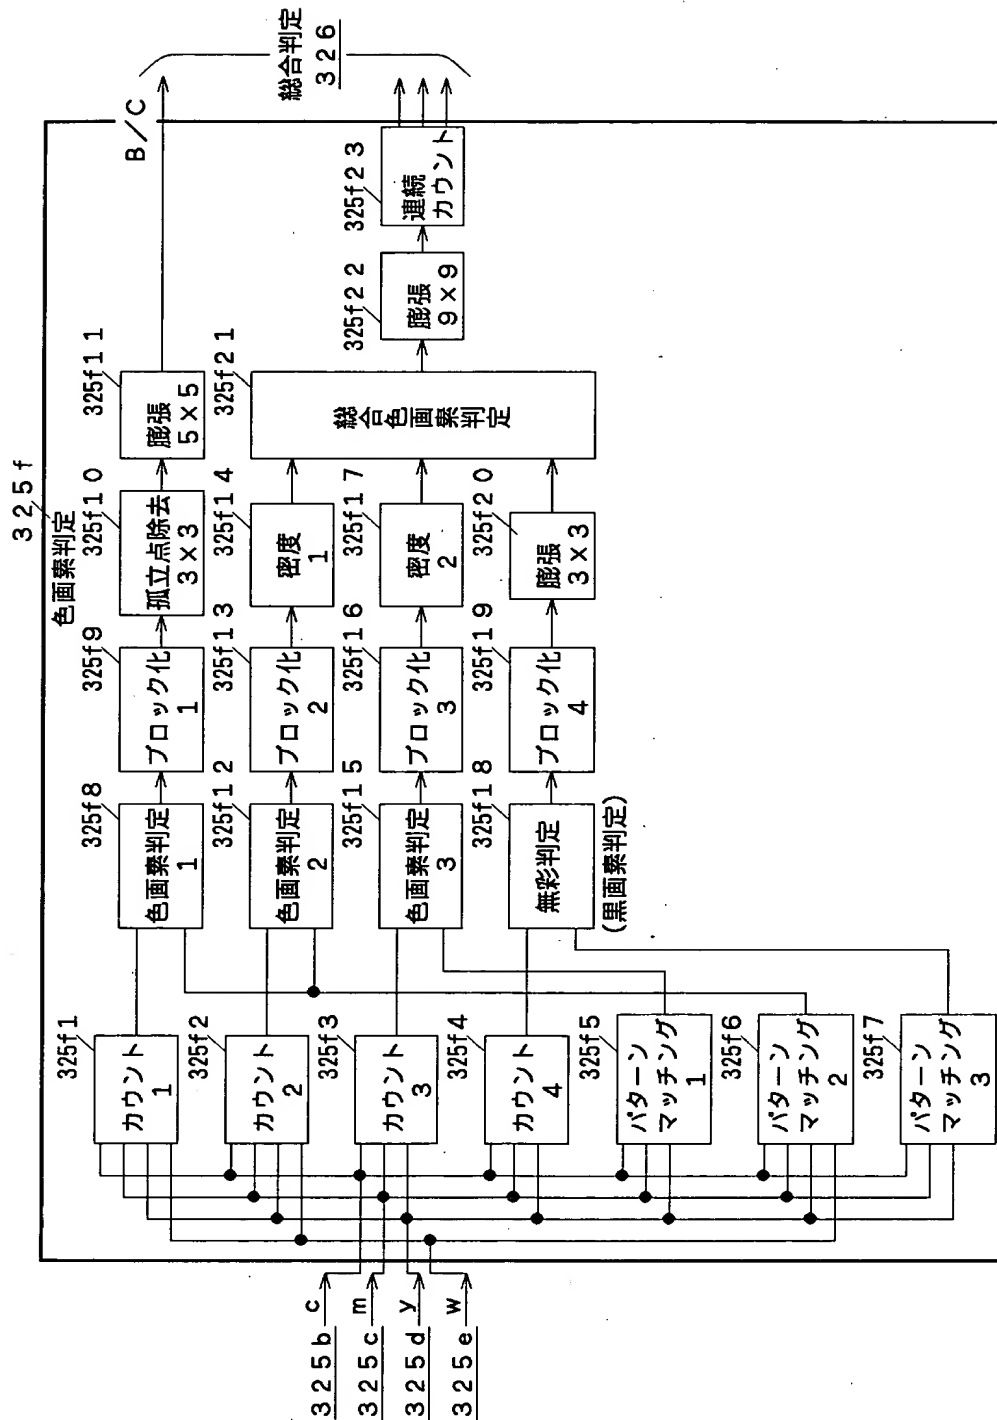 325f
色画素判定
325b
c
325c
m
325d
y
325e
w
325f1
カウント
1
325f2
カウント
2
325f3
カウント
3
325f4
カウント
4
325f5
パターン
マッチング
1
325f6
パターン
マッチング
2
325f7
パターン
マッチング
3
325f8
色画素判定
1
325f9
ブロック化
1
325f10
孤立点除去
3×3
325f11
膨張
5×5
B/C
325f12
色画素判定
2
325f13
ブロック化
2
325f14
密度
1
325f15
色画素判定
3
325f16
ブロック化
3
325f17
密度
2
325f18
無彩判定
(黒画素判定)
325f19
ブロック化
4
325f20
膨張
3×3
325f21
総合色画素判定
325f22
膨張
9×9
325f23
連続
カウント
総合判定
326